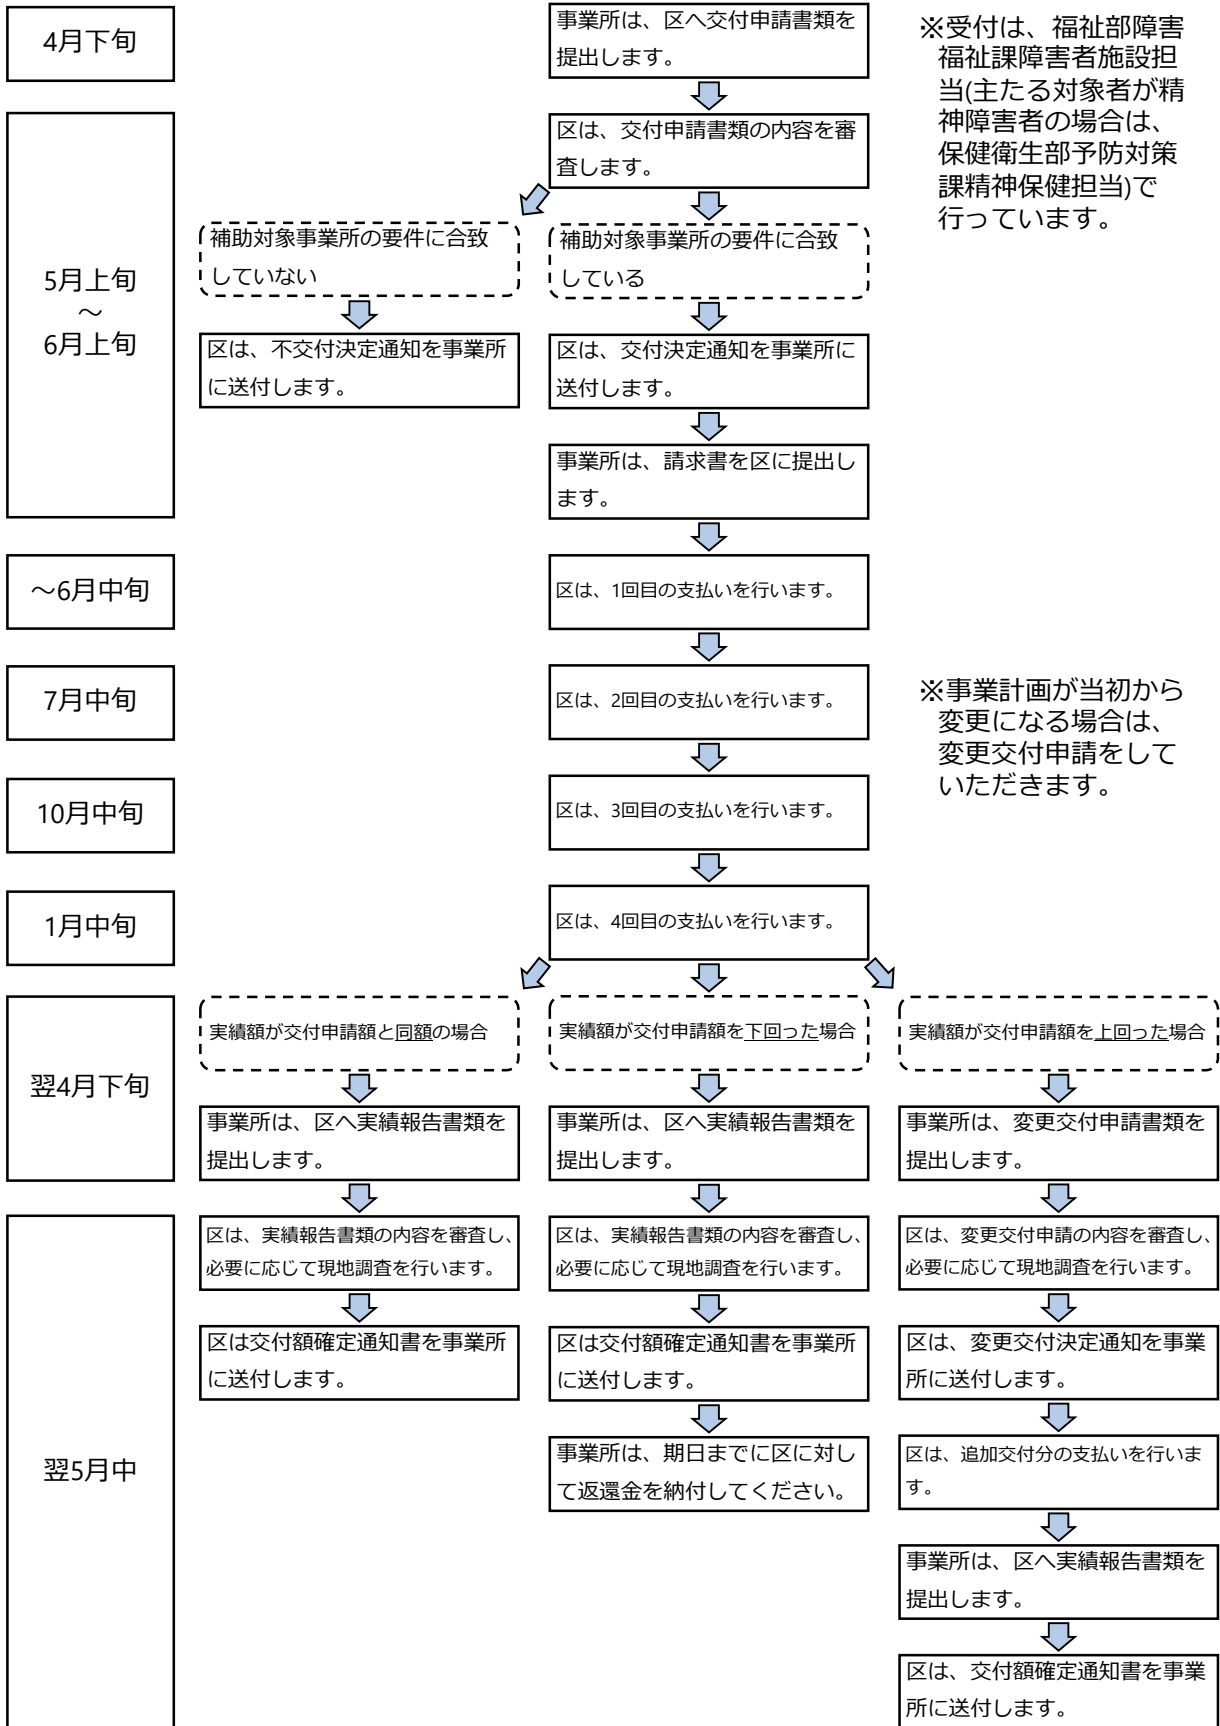 4月下旬
事業所は、区へ交付申請書類を
提出します。
※受付は、福祉部障害
福祉課障害者施設担
当(主たる対象者が精
神障害者の場合は、
保健衛生部予防対策
課精神保健担当)で
行っています。
5月上旬
～
6月上旬
区は、交付申請書類の内容を審
査します。
補助対象事業所の要件に合致
していない
補助対象事業所の要件に合致
している
区は、不交付決定通知を事業所
に送付します。
区は、交付決定通知を事業所に
送付します。
事業所は、請求書を区に提出し
ます。
～6月中旬
区は、1回目の支払いを行います。
7月中旬
区は、2回目の支払いを行います。
※事業計画が当初から
変更になる場合は、
変更交付申請をして
いただきます。
10月中旬
区は、3回目の支払いを行います。
1月中旬
区は、4回目の支払いを行います。
翌4月下旬
実績額が交付申請額と同額の場合
実績額が交付申請額を下回った場合
実績額が交付申請額を上回った場合
事業所は、区へ実績報告書類を
提出します。
事業所は、区へ実績報告書類を
提出します。
事業所は、変更交付申請書類を
提出します。
翌5月中
区は、実績報告書類の内容を審査し、
必要に応じて現地調査を行います。
区は、実績報告書類の内容を審査し、
必要に応じて現地調査を行います。
区は、変更交付申請の内容を審査し、
必要に応じて現地調査を行います。
区は交付額確定通知書を事業所
に送付します。
区は交付額確定通知書を事業所
に送付します。
区は、変更交付決定通知を事業
所に送付します。
事業所は、期日までに区に対し
て返還金を納付してください。
区は、追加交付分の支払いを行いま
す。
事業所は、区へ実績報告書類を
提出します。
区は、交付額確定通知書を事業
所に送付します。